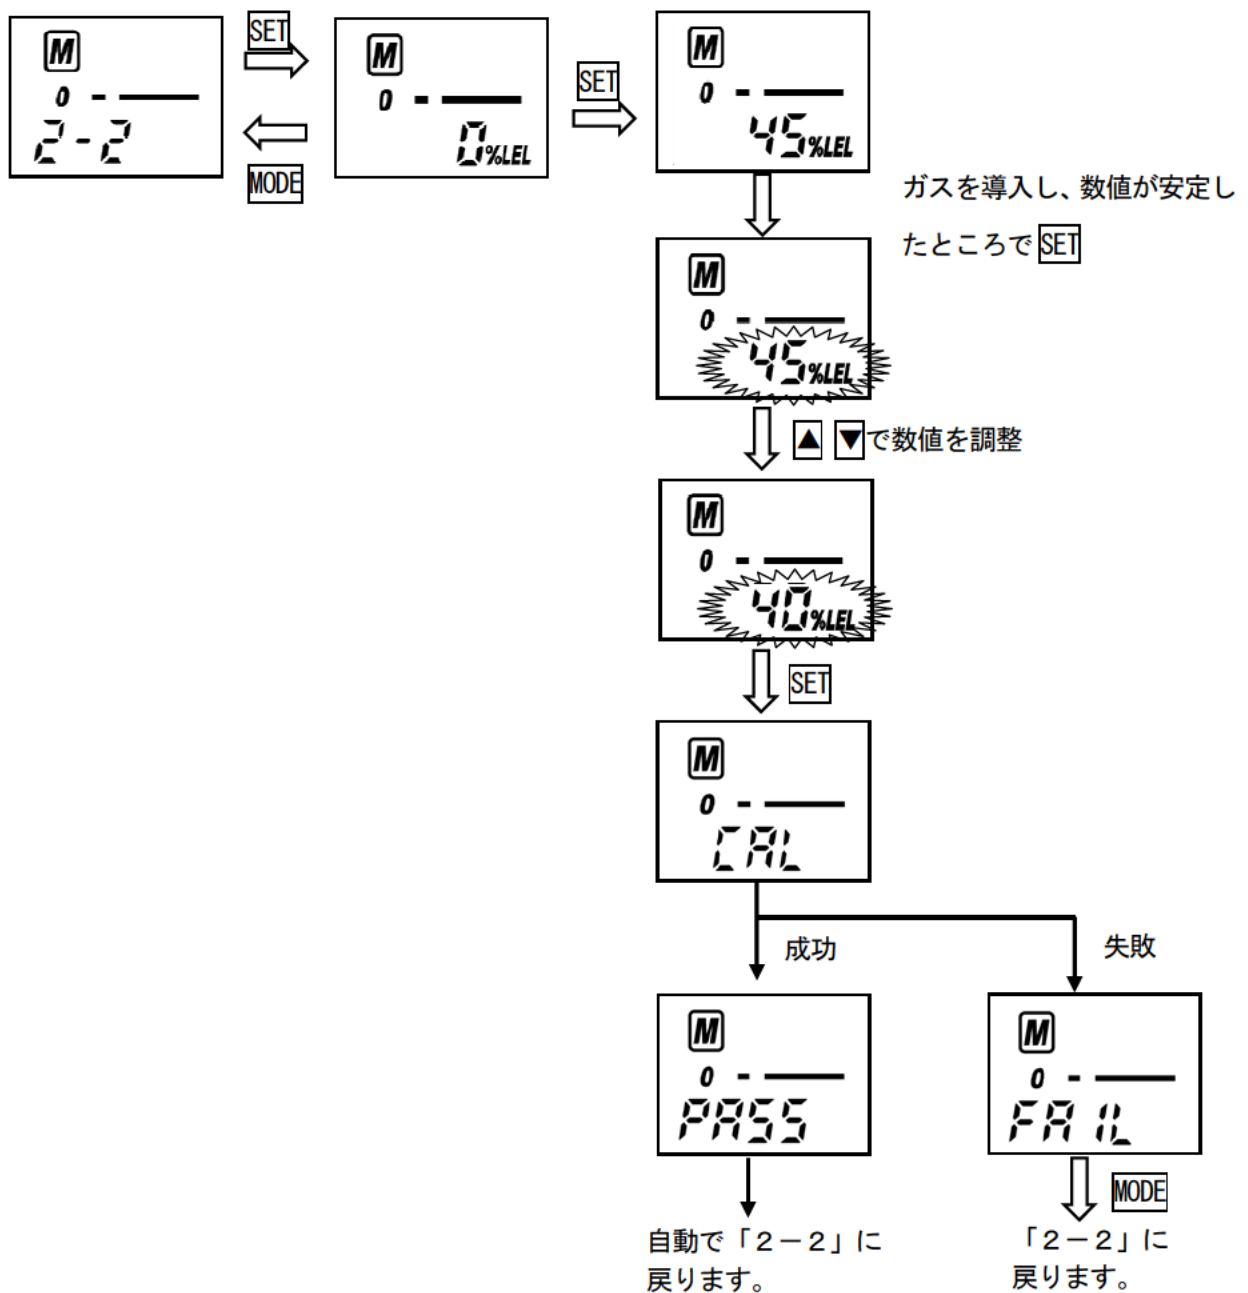 M
0
2-2
SET
MODE
M
0
0%LEL
SET
M
0
45%LEL
ガスを導入し、数値が安定し
たところで SET
M
0
45%LEL
▲ ▼で数値を調整
M
0
40%LEL
SET
M
0
CAL
成功
失敗
M
0
PASS
M
0
FAIL
自動で「2-2」に
戻ります。
MODE
「2-2」に
戻ります。